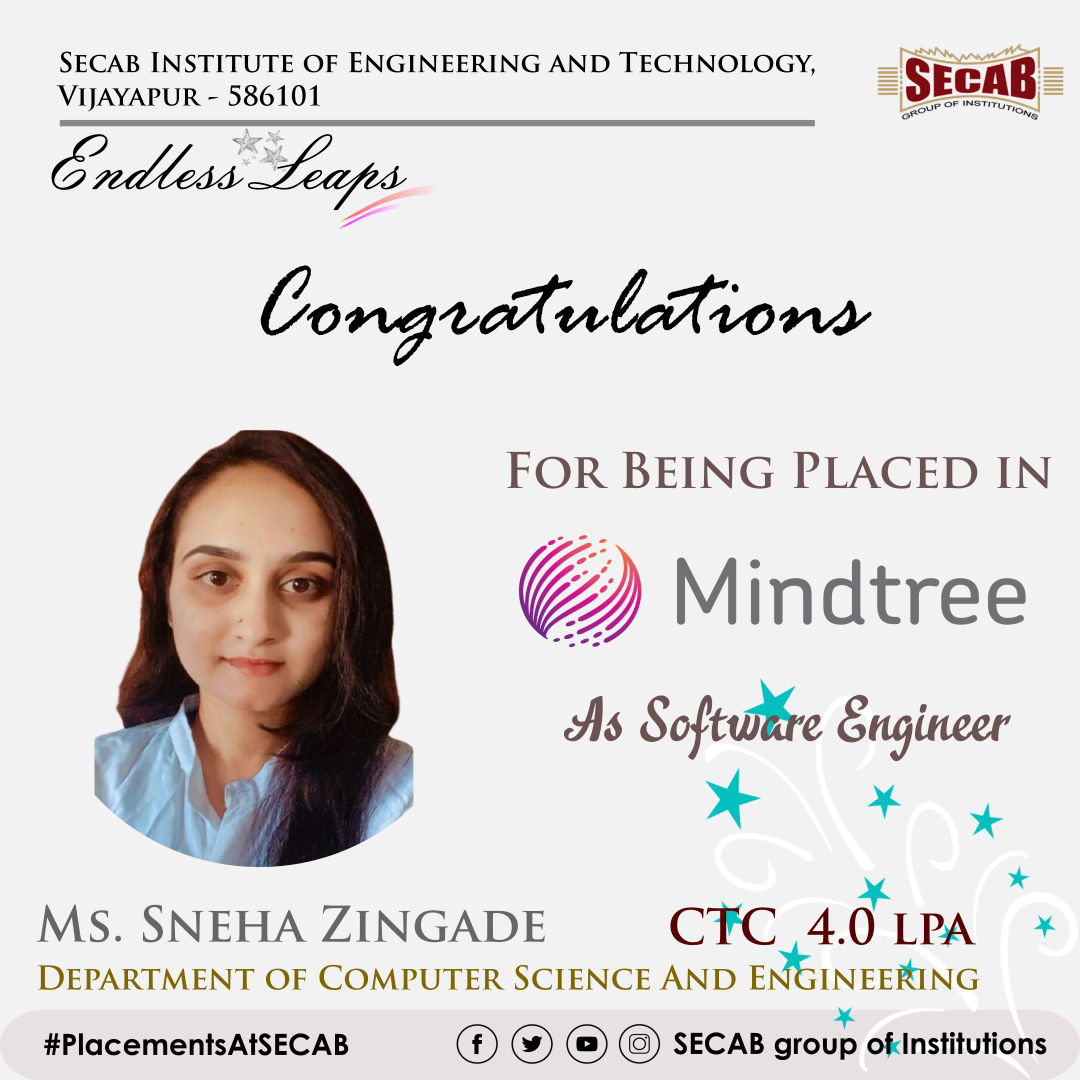 Secab Institute of Engineering and Technology,
Vijayapur - 586101
SECAB
GROUP OF INSTITUTIONS
Endless Leaps
Congratulations
For Being Placed in
Mindtree
As Software Engineer
Ms. Sneha Zingade
CTC 4.0 LPA
Department of Computer Science And Engineering
#PlacementsAtSECAB
SECAB group of Institutions